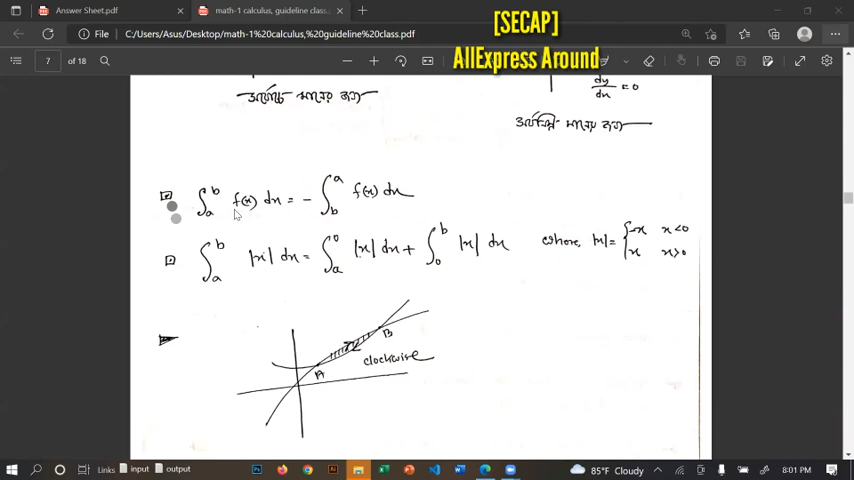 Answer Sheet.pdf
math-1 calculus, guideline class.
[SECAP]
AllExpress Around
File
C:/Users/Asus/Desktop/math-1%20calculus,%20guideline%20class.pdf
7 of 18
dy/dx = 0
∫_a^b f(x) dx = - ∫_b^a f(x) dx
∫_a^b |x| dx = ∫_a^0 |x| dx + ∫_0^b |x| dx where, |x| = { -x x<0
x x>0
B
clockwise
A
Links input output
85°F Cloudy 8:01 PM